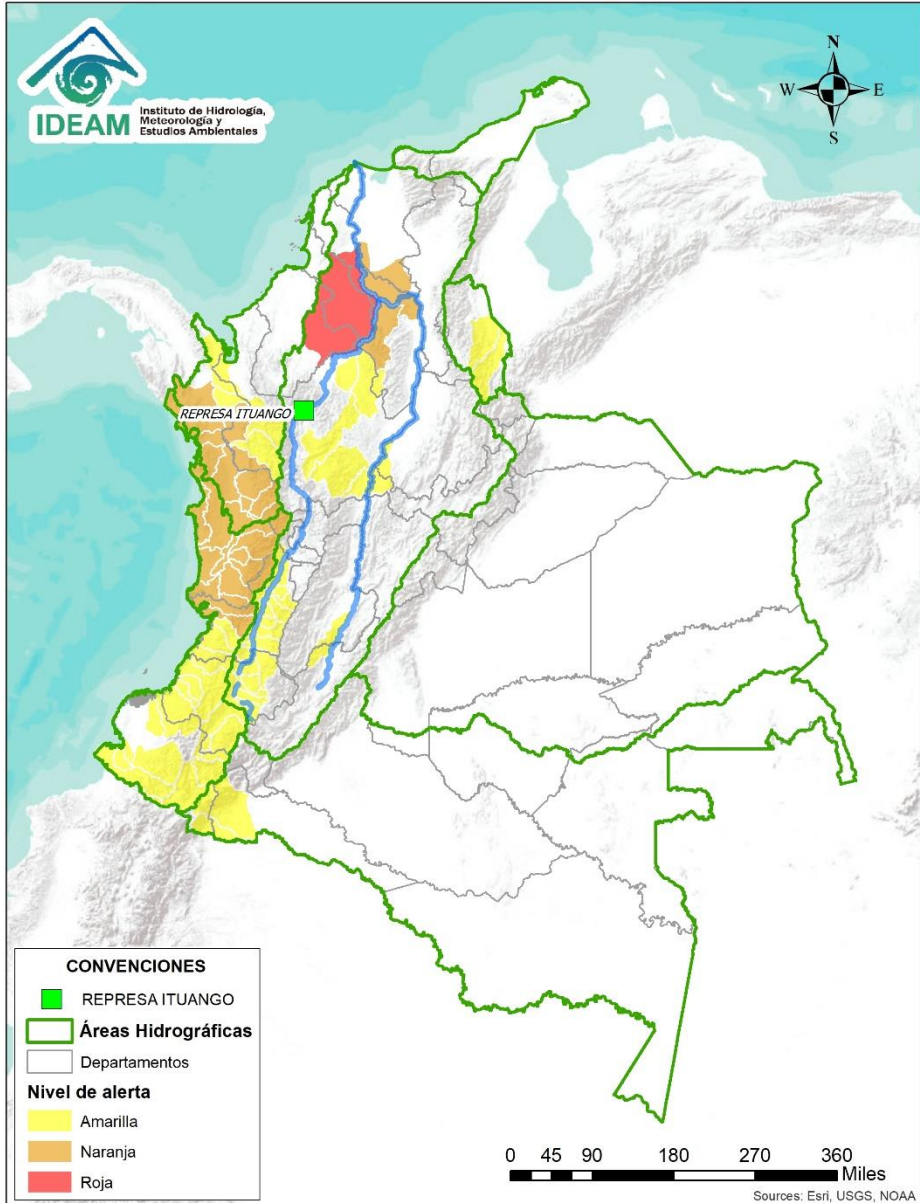 IDEAM
Instituto de Hidrología,
Meteorología y
Estudios Ambientales
N
W
E
S
REPRESA ITUANGO
CONVENCIONES
REPRESA ITUANGO
Áreas Hidrográficas
Departamentos
Nivel de alerta
Amarilla
Naranja
Roja
0 45 90 180 270 360
Miles
Sources: Esri, USGS, NOAA